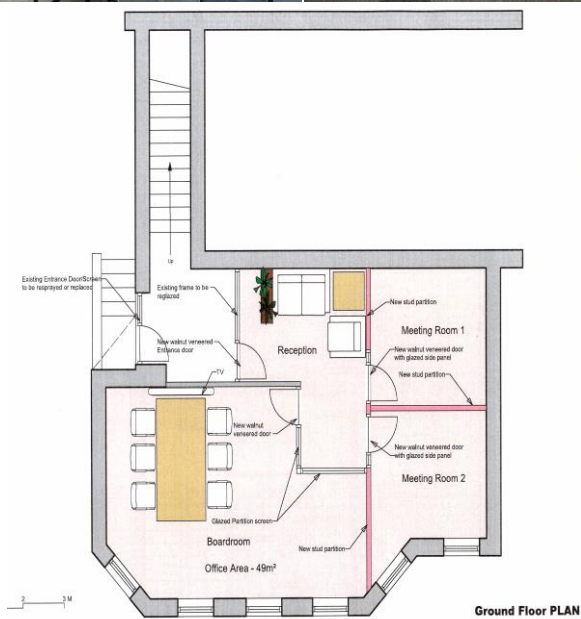 Up
Existing Entrance Door/Screen
to be resprayed or replaces
Existing frame to be
reglazed
New walnut veneered
Entrance door
TV
Reception
New stud partition
Meeting Room 1
New walnut veneered door
with glazed side panel
New stud partition
New walnut
veneered door
New walnut veneered door
with glazed side panel
Meeting Room 2
Glazed Partition screen
Boardroom
New stud partition
Office Area - 49m²
2 3 M
Ground Floor PLAN